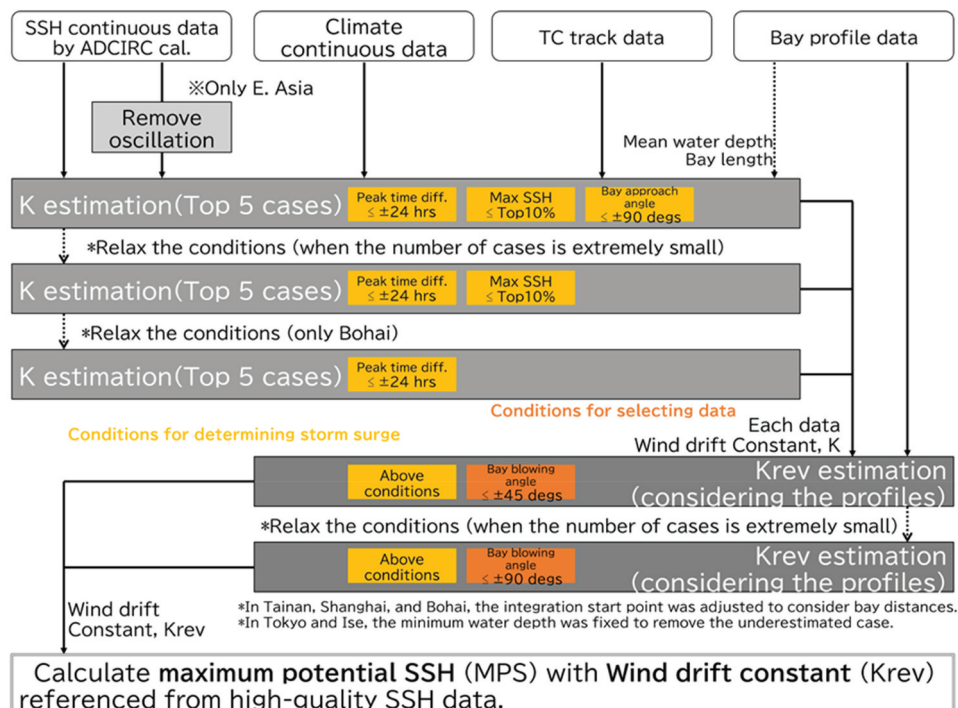 SSH continuous data
by ADCIRC cal.
Climate
continuous data
TC track data
Bay profile data
※Only E. Asia
Remove
oscillation
Mean water depth
Bay length
K estimation(Top 5 cases)
Peak time diff.
≤ ±24 hrs
Max SSH
≤ Top10%
Bay approach
angle
≤ ±90 degs
*Relax the conditions (when the number of cases is extremely small)
K estimation(Top 5 cases)
Peak time diff.
≤ ±24 hrs
Max SSH
≤ Top10%
*Relax the conditions (only Bohai)
K estimation(Top 5 cases)
Peak time diff.
≤ ±24 hrs
Conditions for selecting data
Conditions for determining storm surge
Each data
Wind drift Constant, K
Above
conditions
Bay blowing
angle
≤ ±45 degs
Krev estimation
(considering the profiles)
*Relax the conditions (when the number of cases is extremely small)
Above
conditions
Bay blowing
angle
≤ ±90 degs
Krev estimation
(considering the profiles)
Wind drift
Constant, Krev
*In Tainan, Shanghai, and Bohai, the integration start point was adjusted to consider bay distances.
*In Tokyo and Ise, the minimum water depth was fixed to remove the underestimated case.
Calculate maximum potential SSH (MPS) with Wind drift constant (Krev)
referenced from high-quality SSH data.